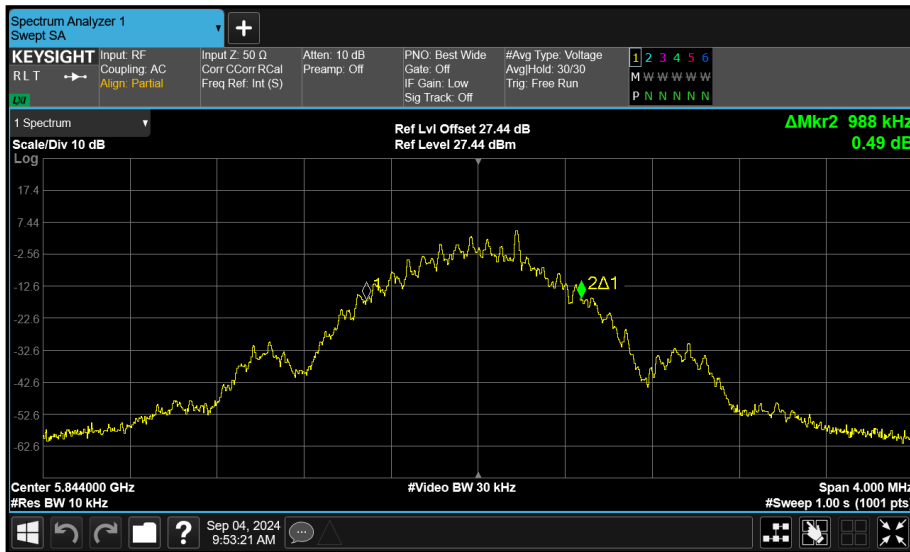 Spectrum Analyzer 1
Swept SA
+
KEYSIGHT
RLT
LXI
Input: RF
Coupling: AC
Align: Partial
Input Z: 50 Ω
Corr CCorr RCal
Freq Ref: Int (S)
Atten: 10 dB
Preamp: Off
PNO: Best Wide
Gate: Off
IF Gain: Low
Sig Track: Off
#Avg Type: Voltage
Avg|Hold: 30/30
Trig: Free Run
1 2 3 4 5 6
M W W W W W
P N N N N N
1 Spectrum
Scale/Div 10 dB
Ref Lvl Offset 27.44 dB
Ref Level 27.44 dBm
ΔMkr2 988 kHz
0.49 dB
Log
17.4
7.44
-2.56
-12.6
-22.6
-32.6
-42.6
-52.6
-62.6
1
2Δ1
Center 5.844000 GHz
#Res BW 10 kHz
#Video BW 30 kHz
Span 4.000 MHz
#Sweep 1.00 s (1001 pts
?
Sep 04, 2024
9:53:21 AM